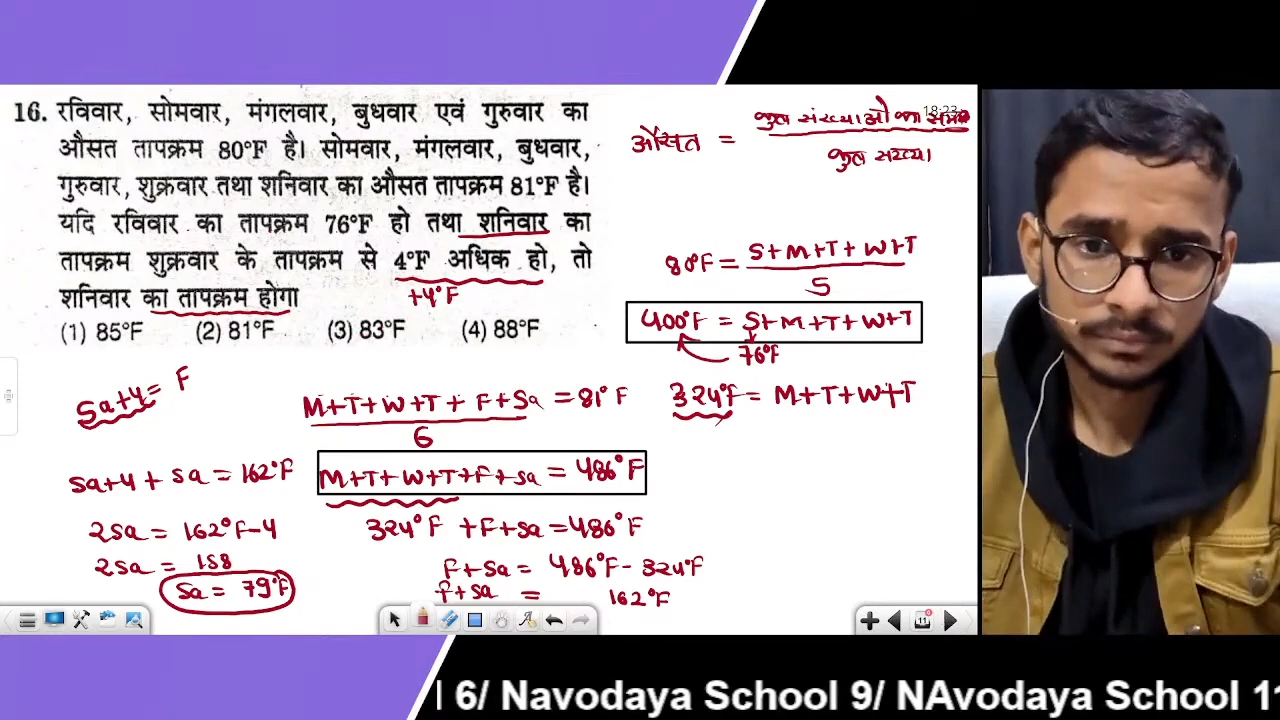 16. रविवार, सोमवार, मंगलवार, बुधवार एवं गुरुवार का
औसत तापक्रम 80°F है। सोमवार, मंगलवार, बुधवार,
गुरुवार, शुक्रवार तथा शनिवार का औसत तापक्रम 81°F है।
यदि रविवार का तापक्रम 76°F हो तथा शनिवार का
तापक्रम शुक्रवार के तापक्रम से 4°F अधिक हो, तो
+4°F
शनिवार का तापक्रम होगा
(1) 85°F (2) 81°F (3) 83°F (4) 88°F
18:23
औसत = कुल संख्याओं का
कुल संख्या
80°F = S+M+T+W+T
5
400°F = S+M+T+W+T
76°F
324°F = M+T+W+T
Sa+4 = F
M+T+W+T+F+Sa = 81°F
6
M+T+W+T+F+Sa = 486°F
324°F + F+Sa = 486°F
F+Sa = 486°F - 324°F
F+Sa = 162°F
Sa+4+Sa = 162°F
2Sa = 162°F-4
2Sa = 158
Sa = 79°F
11
6/ Navodaya School 9/ NAvodaya School 1